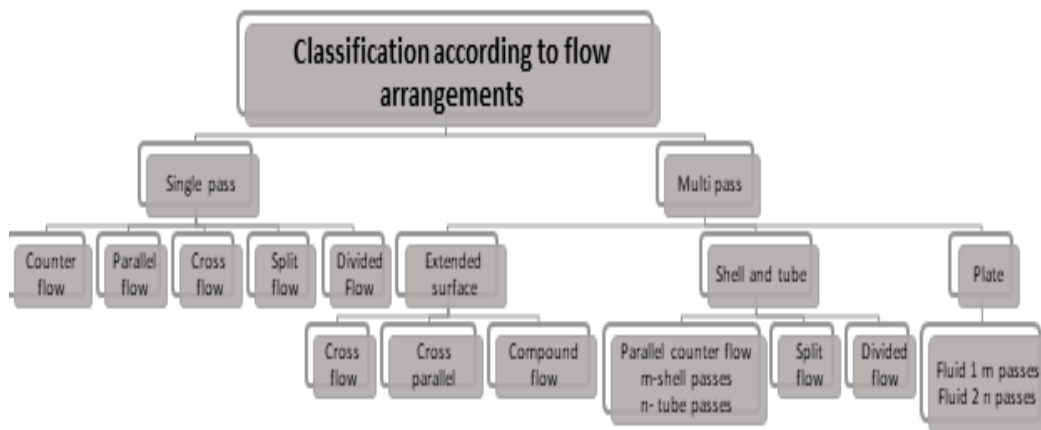 Classification according to flow
arrangements
Single pass
Multi pass
Counter
flow
Parallel
flow
Cross
flow
Split
flow
Divided
Flow
Extended
surface
Shell and tube
Plate
Cross
flow
Cross
parallel
Compound
flow
Parallel counter flow
m-shell passes
n- tube passes
Split
flow
Divided
flow
Fluid 1 m passes
Fluid 2 n passes